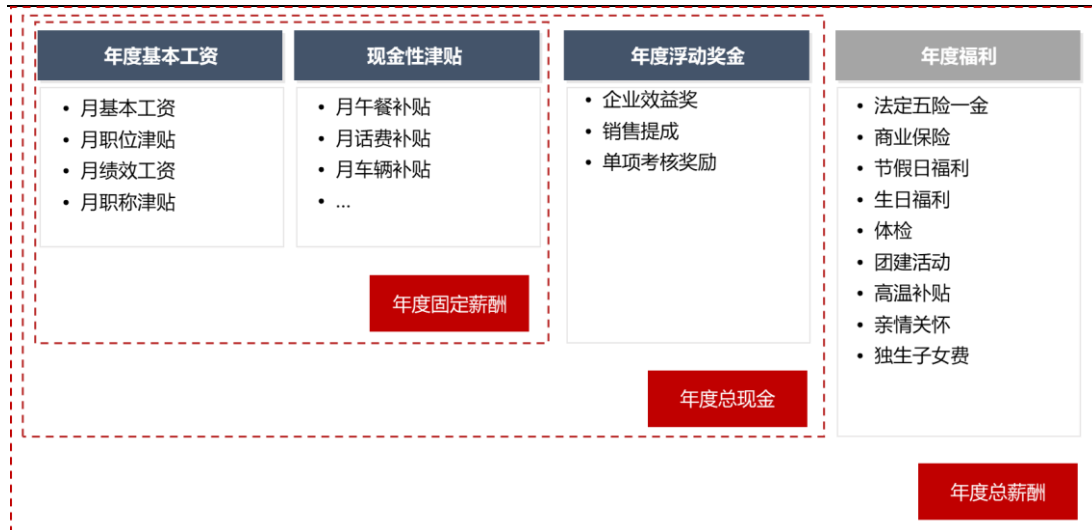 年度基本工资
• 月基本工资
• 月职位津贴
• 月绩效工资
• 月职称津贴
现金性津贴
• 月午餐补贴
• 月话费补贴
• 月车辆补贴
• ...
年度固定薪酬
年度浮动奖金
• 企业效益奖
• 销售提成
• 单项考核奖励
年度总现金
年度福利
• 法定五险一金
• 商业保险
• 节假日福利
• 生日福利
• 体检
• 团建活动
• 高温补贴
• 亲情关怀
• 独生子女费
年度总薪酬